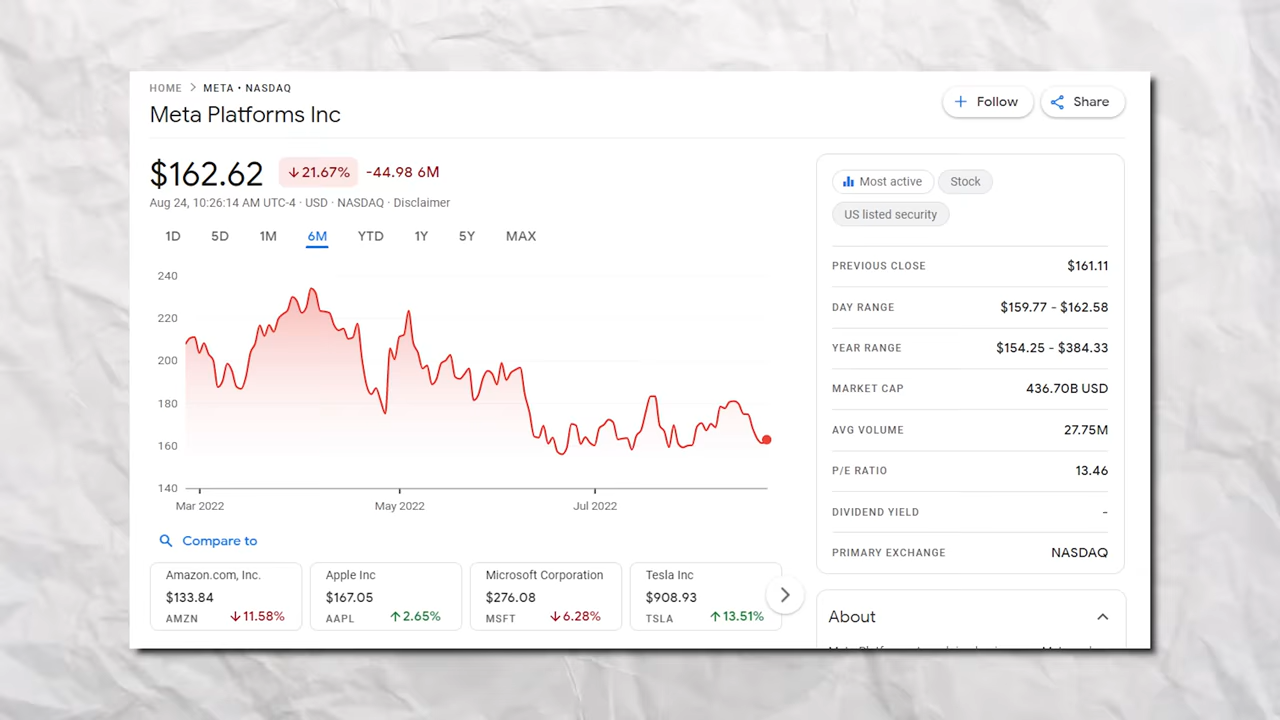 HOME > META • NASDAQ
Meta Platforms Inc
+ Follow
Share
$162.62 ↓21.67% -44.98 6M
Aug 24, 10:26:14 AM UTC-4 · USD · NASDAQ · Disclaimer
1D 5D 1M 6M YTD 1Y 5Y MAX
240
220
200
180
160
140
Mar 2022 May 2022 Jul 2022
Compare to
Amazon.com, Inc.
$133.84
AMZN ↓11.58%
Apple Inc
$167.05
AAPL ↑2.65%
Microsoft Corporation
$276.08
MSFT ↓6.28%
Tesla Inc
$908.93
TSLA ↑13.51%
Most active Stock
US listed security
PREVIOUS CLOSE $161.11
DAY RANGE $159.77 - $162.58
YEAR RANGE $154.25 - $384.33
MARKET CAP 436.70B USD
AVG VOLUME 27.75M
P/E RATIO 13.46
DIVIDEND YIELD -
PRIMARY EXCHANGE NASDAQ
About